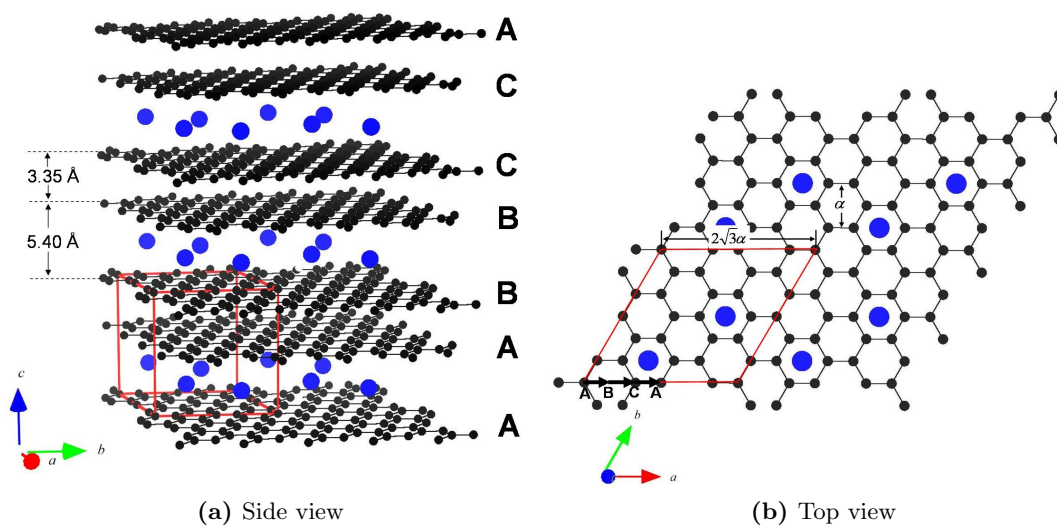 A
C
C
3.35 Å
B
5.40 Å
B
A
A
c
a
b
(a) Side view
α
2√3α
A B C A
b
a
(b) Top view